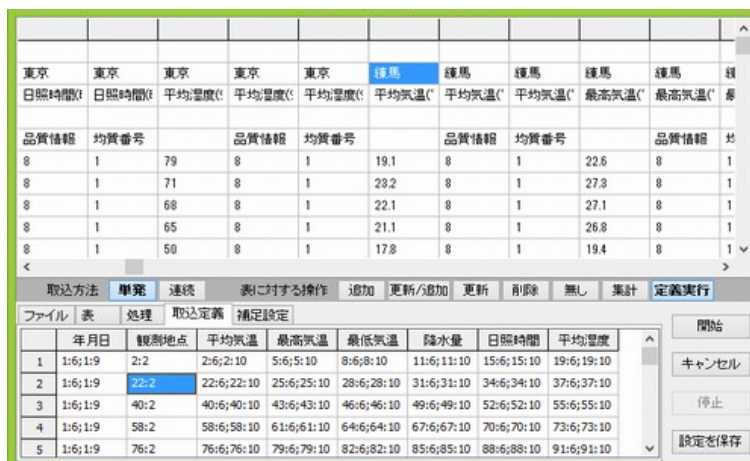 東京 東京 東京 東京 東京 練馬 練馬 練馬 練馬 練馬
日照時間( 日照時間( 平均湿度( 平均湿度( 平均湿度( 平均気温( 平均気温( 平均気温( 最高気温( 最高気温(
品質情報 均質番号 品質情報 均質番号 品質情報 均質番号 品質情報
8 1 79 8 1 19.1 8 1 22.6 8 1
8 1 71 8 1 23.2 8 1 27.3 8 1
8 1 68 8 1 22.1 8 1 27.1 8 1
8 1 65 8 1 21.1 8 1 26.8 8 1
8 1 50 8 1 17.8 8 1 19.4 8 1
取込方法 単発 連続 表に対する操作 追加 更新/追加 更新 削除 無し 集計 定義実行
ファイル 表 処理 取込定義 補足設定
開始
年月日 観測地点 平均気温 最高気温 最低気温 降水量 日照時間 平均湿度
1 1:6;1:9 2:2 2:6;2:10 5:6;5:10 8:6;8:10 11:6;11:10 15:6;15:10 19:6;19:10
キャンセル
2 1:6;1:9 22:2 22:6;22:10 25:6;25:10 28:6;28:10 31:6;31:10 34:6;34:10 37:6;37:10
3 1:6;1:9 40:2 40:6;40:10 43:6;43:10 46:6;46:10 49:6;49:10 52:6;52:10 55:6;55:10
停止
4 1:6;1:9 58:2 58:6;58:10 61:6;61:10 64:6;64:10 67:6;67:10 70:6;70:10 73:6;73:10
5 1:6;1:9 76:2 76:6;76:10 79:6;79:10 82:6;82:10 85:6;85:10 88:6;88:10 91:6;91:10
設定を保存